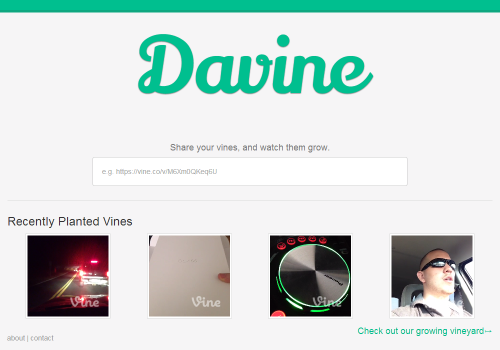 Davine
Share your vines, and watch them grow.
e.g. https://vine.co/v/M6Xm0QKeq6U
Recently Planted Vines
Vine
Vine
Vine
Vine
Check out our growing vineyard→
about | contact